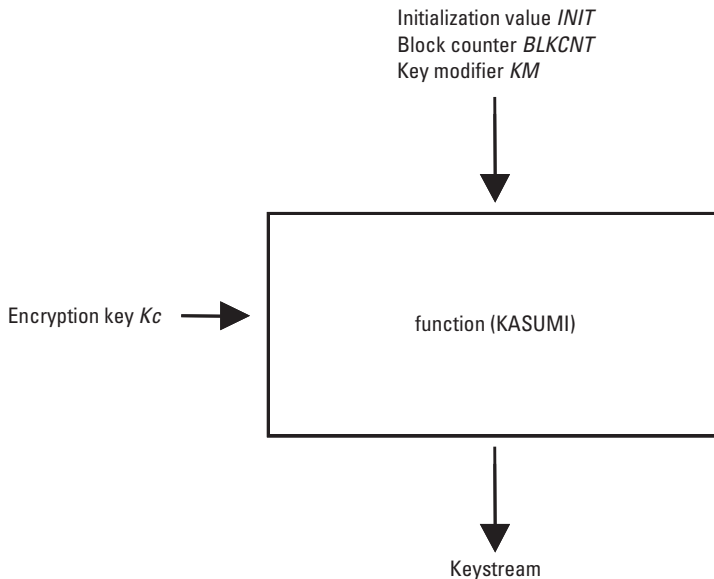 Initialization value INIT
Block counter BLKCNT
Key modifier KM
Encryption key Kc
function (KASUMI)
Keystream